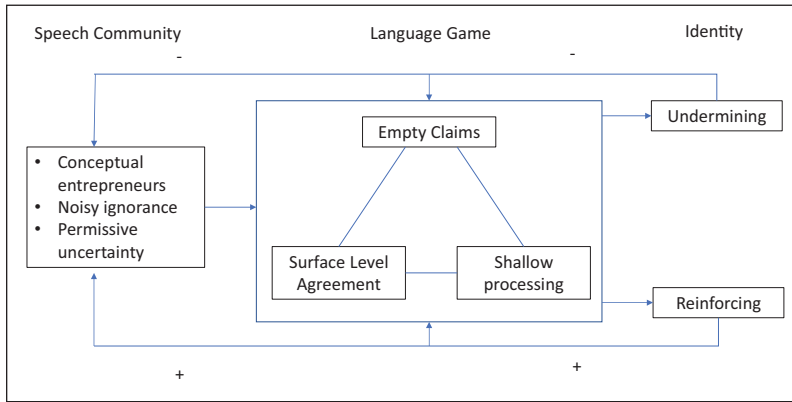 Speech Community
Language Game
Identity
-
-
Empty Claims
Undermining
• Conceptual
entrepreneurs
• Noisy ignorance
• Permissive
uncertainty
Surface Level
Agreement
Shallow
processing
Reinforcing
+
+